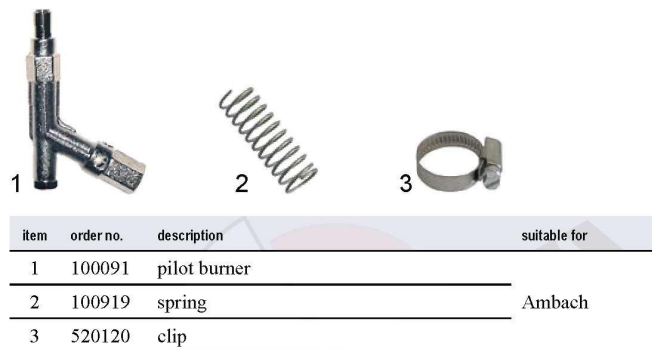 1 2 3
item order no. description suitable for
1 100091 pilot burner
2 100919 spring Ambach
3 520120 clip